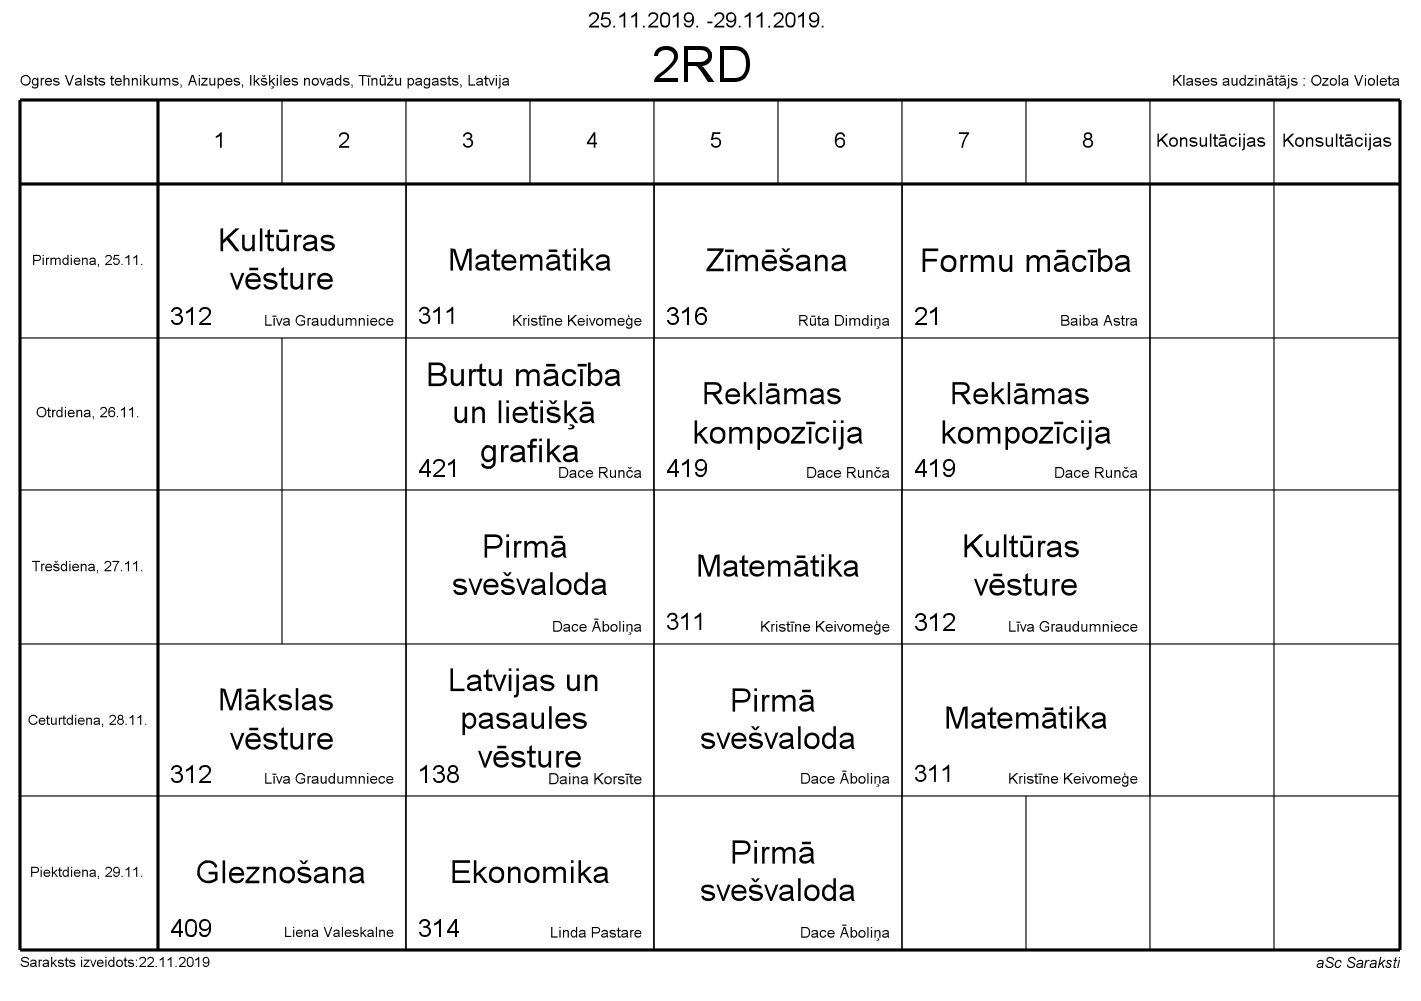 25.11.2019. -29.11.2019.
2RD
Ogres Valsts tehnikums, Aizupes, Ikšķiles novads, Tīnūžu pagasts, Latvija
Klases audzinātājs : Ozola Violeta
1 2 3 4 5 6 7 8 Konsultācijas Konsultācijas
Pirmdiena, 25.11.
Kultūras
vēsture
312 Līva Graudumniece
Matemātika
311 Kristīne Keivomeģe
Zīmēšana
316 Rūta Dimdiņa
Formu mācība
21 Baiba Astra
Otrdiena, 26.11.
Burtu mācība
un lietišķā
grafika
421 Dace Runča
Reklāmas
kompozīcija
419 Dace Runča
Reklāmas
kompozīcija
419 Dace Runča
Trešdiena, 27.11.
Pirmā
svešvaloda
Dace Āboliņa
Matemātika
311 Kristīne Keivomeģe
Kultūras
vēsture
312 Līva Graudumniece
Ceturtdiena, 28.11.
Mākslas
vēsture
312 Līva Graudumniece
Latvijas un
pasaules
vēsture
138 Daina Korsīte
Pirmā
svešvaloda
Dace Āboliņa
Matemātika
311 Kristīne Keivomeģe
Piektdiena, 29.11.
Gleznošana
409 Liena Valeskalne
Ekonomika
314 Linda Pastare
Pirmā
svešvaloda
Dace Āboliņa
Saraksts izveidots:22.11.2019
aSc Saraksti